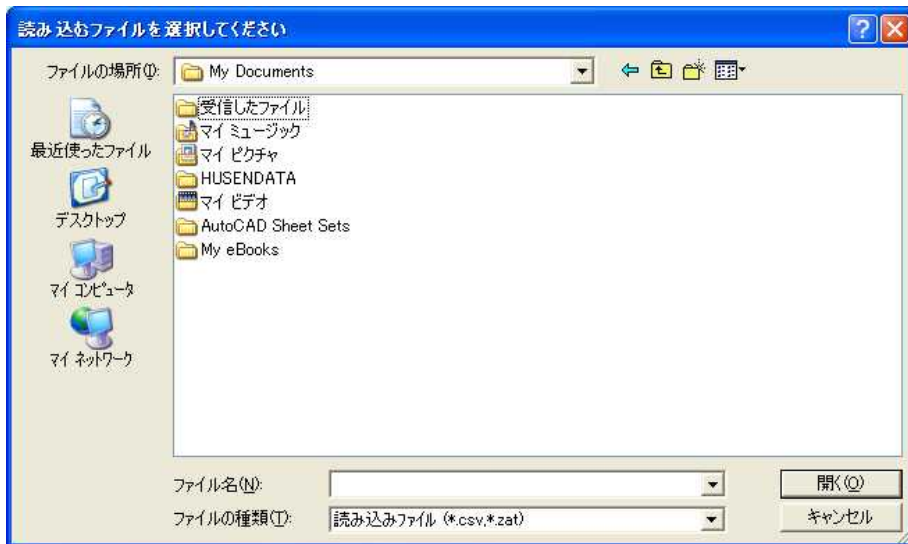 読み込むファイルを選択してください
ファイルの場所(I):
My Documents
最近使ったファイル
デスクトップ
マイ コンピュータ
マイ ネットワーク
受信したファイル
マイ ミュージック
マイ ピクチャ
HUSENDATA
マイ ビデオ
AutoCAD Sheet Sets
My eBooks
ファイル名(N):
開く(O)
ファイルの種類(T):
読み込みファイル (*.csv,*.zat)
キャンセル